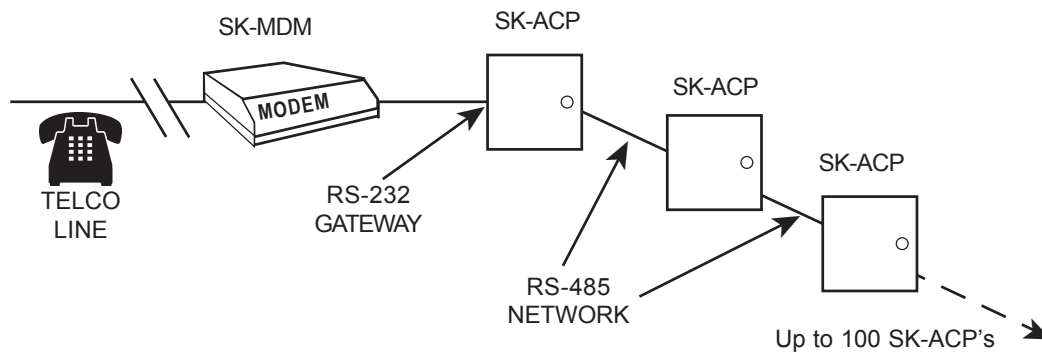 SK-MDM
SK-ACP
SK-ACP
SK-ACP
MODEM
TELCO
LINE
RS-232
GATEWAY
RS-485
NETWORK
Up to 100 SK-ACP's